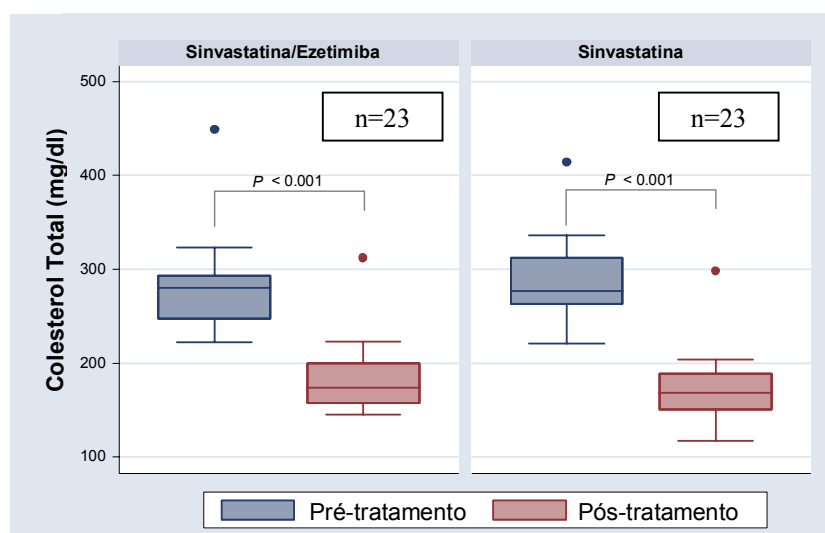 Sinvastatina/Ezetimiba
Sinvastatina
Colesterol Total (mg/dl)
500
400
300
200
100
n=23
n=23
P < 0.001
P < 0.001
Pré-tratamento
Pós-tratamento